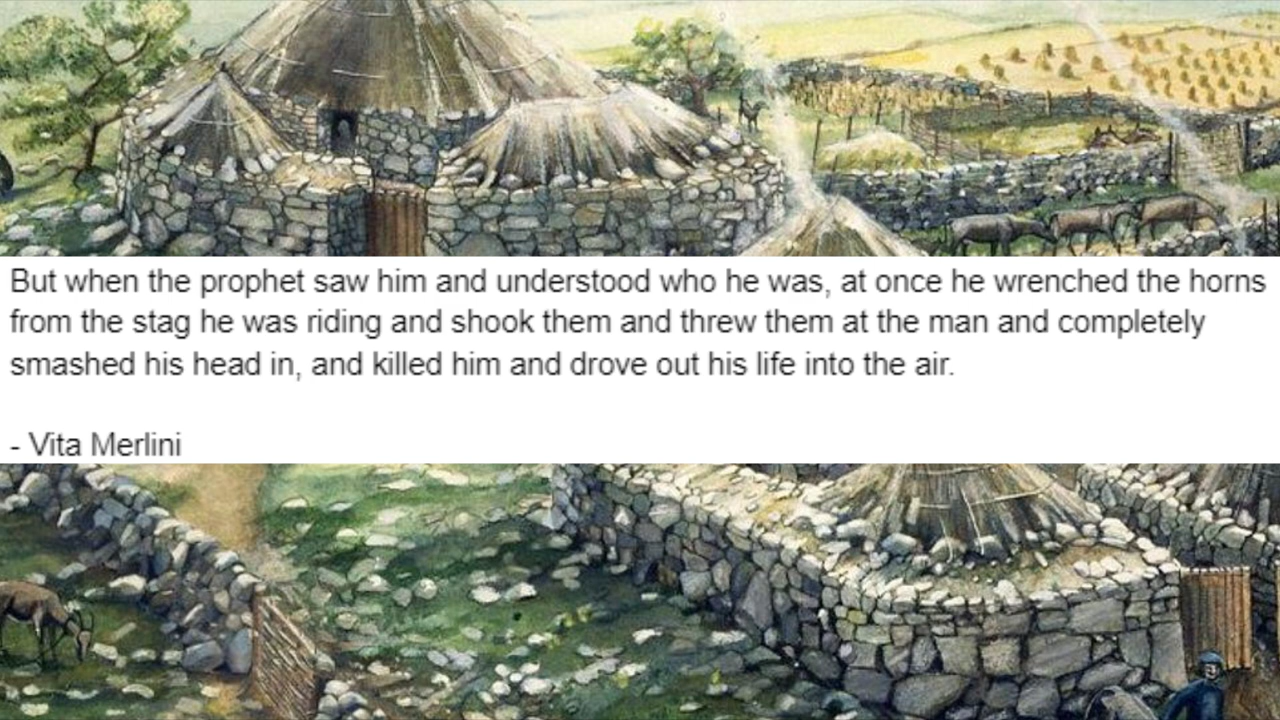 But when the prophet saw him and understood who he was, at once he wrenched the horns
from the stag he was riding and shook them and threw them at the man and completely
smashed his head in, and killed him and drove out his life into the air.
- Vita Merlini